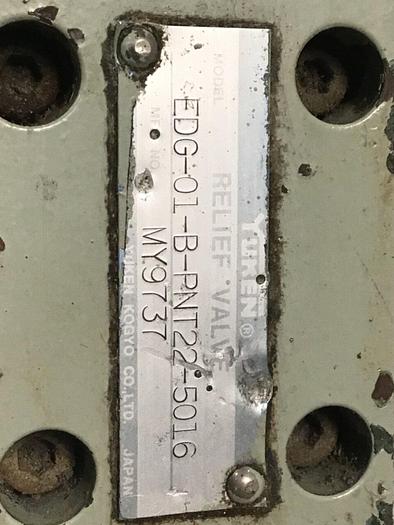 YUKEN®
RELIEF VALVE
MODEL
EDG-01-B-PNT22-5016
MFG NO.
MY9737
YUKEN KOGYO CO., LTD. JAPAN